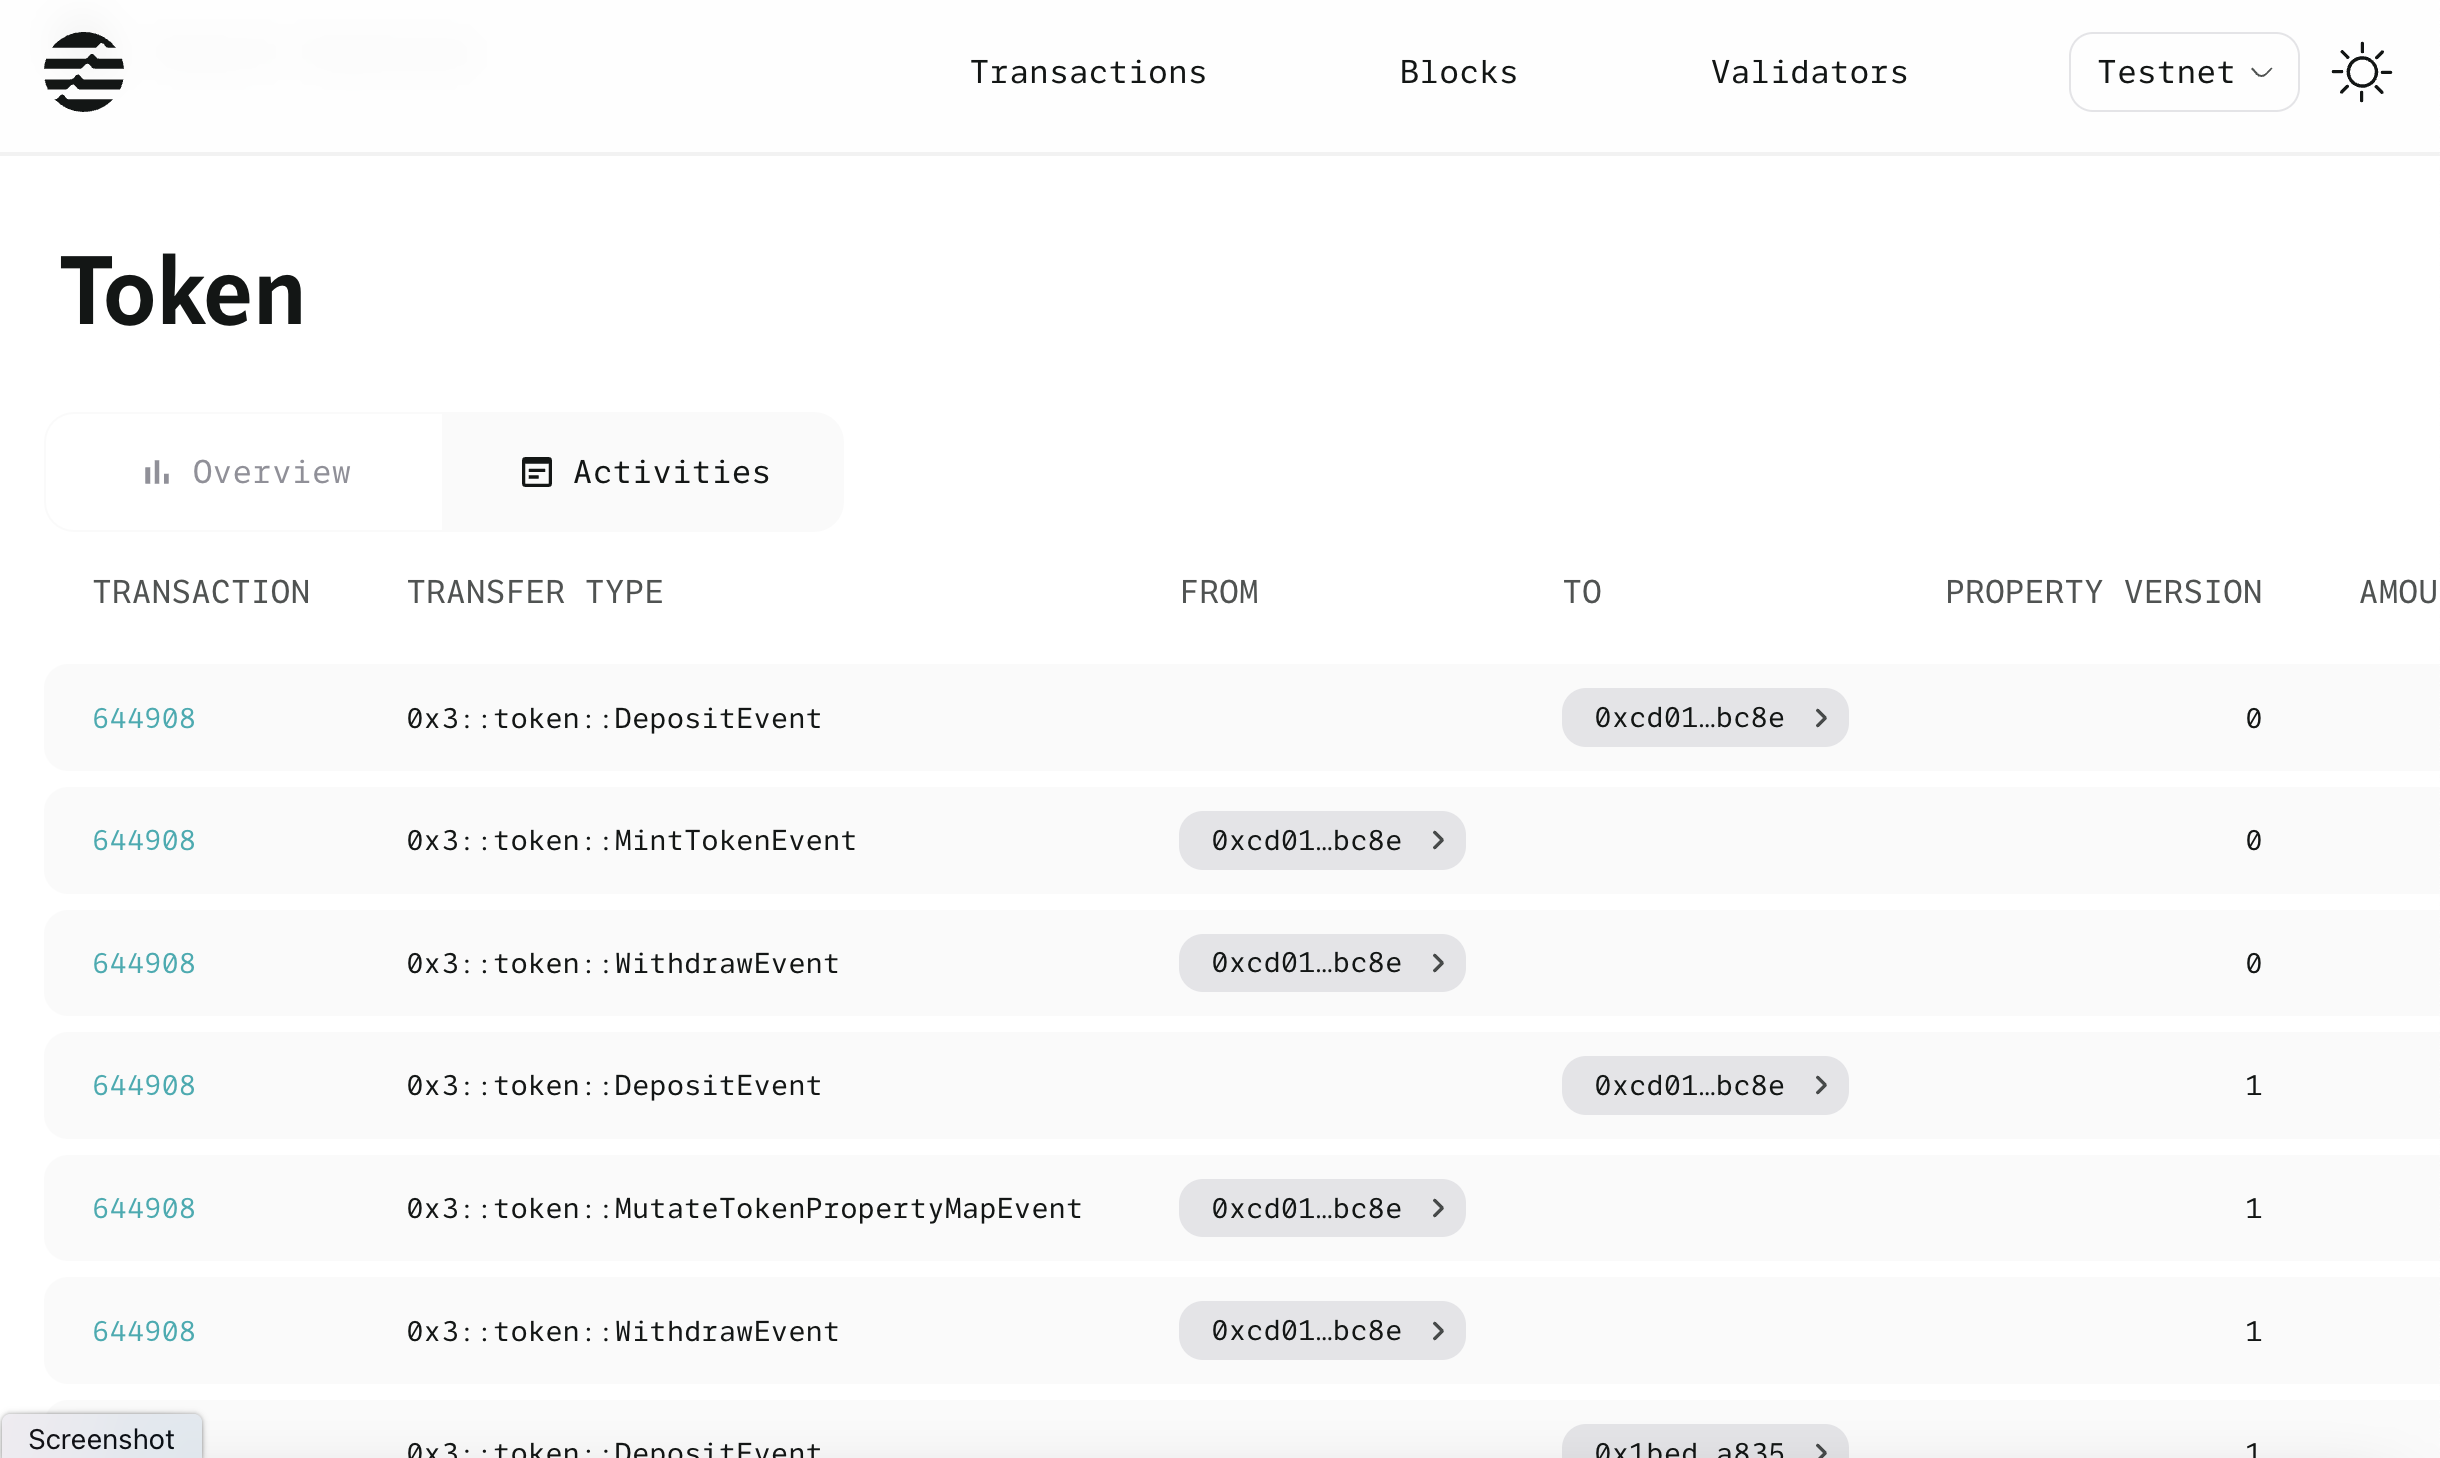 Transactions Blocks Validators Testnet
Token
Overview Activities
TRANSACTION TRANSFER TYPE FROM TO PROPERTY VERSION AMOU
644908 0x3::token::DepositEvent 0xcd01…bc8e 0
644908 0x3::token::MintTokenEvent 0xcd01…bc8e 0
644908 0x3::token::WithdrawEvent 0xcd01…bc8e 0
644908 0x3::token::DepositEvent 0xcd01…bc8e 1
644908 0x3::token::MutateTokenPropertyMapEvent 0xcd01…bc8e 1
644908 0x3::token::WithdrawEvent 0xcd01…bc8e 1
0x3::token::DepositEvent 0x1bed…a835 1
Screenshot